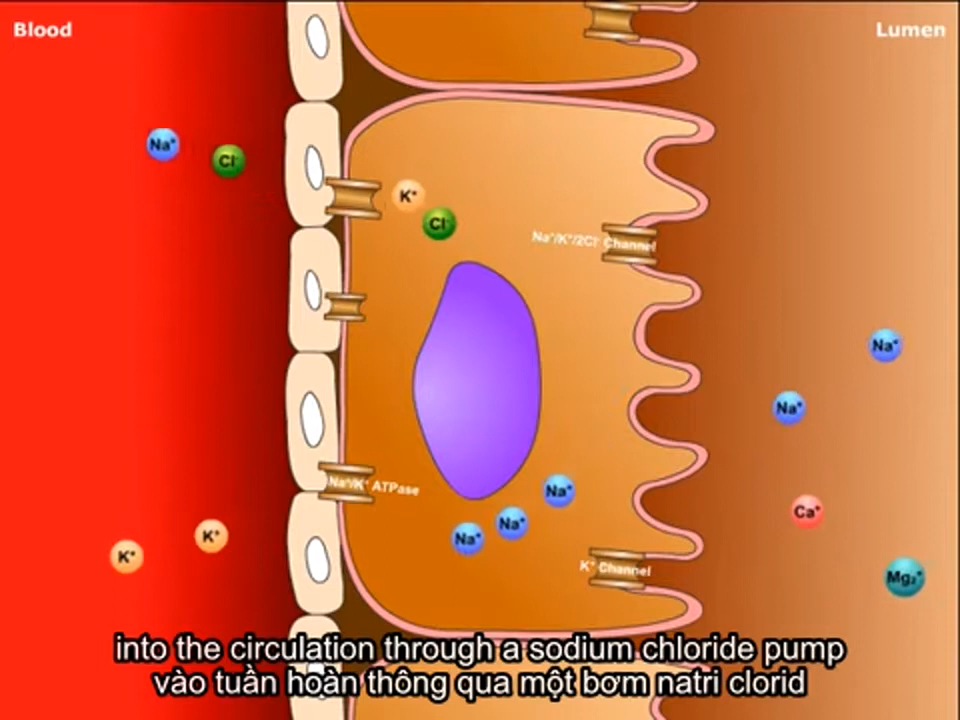 Blood
Lumen
Na⁺
Cl⁻
K⁺
Cl⁻
Na⁺/K⁺/2Cl⁻ Channel
Na⁺
Na⁺
Na⁺/K⁺ ATPase
Na⁺
Na⁺
Na⁺
Ca⁺
K⁺
K⁺
K⁺ Channel
Mg₂⁺
into the circulation through a sodium chloride pump
vào tuần hoàn thông qua một bơm natri clorid